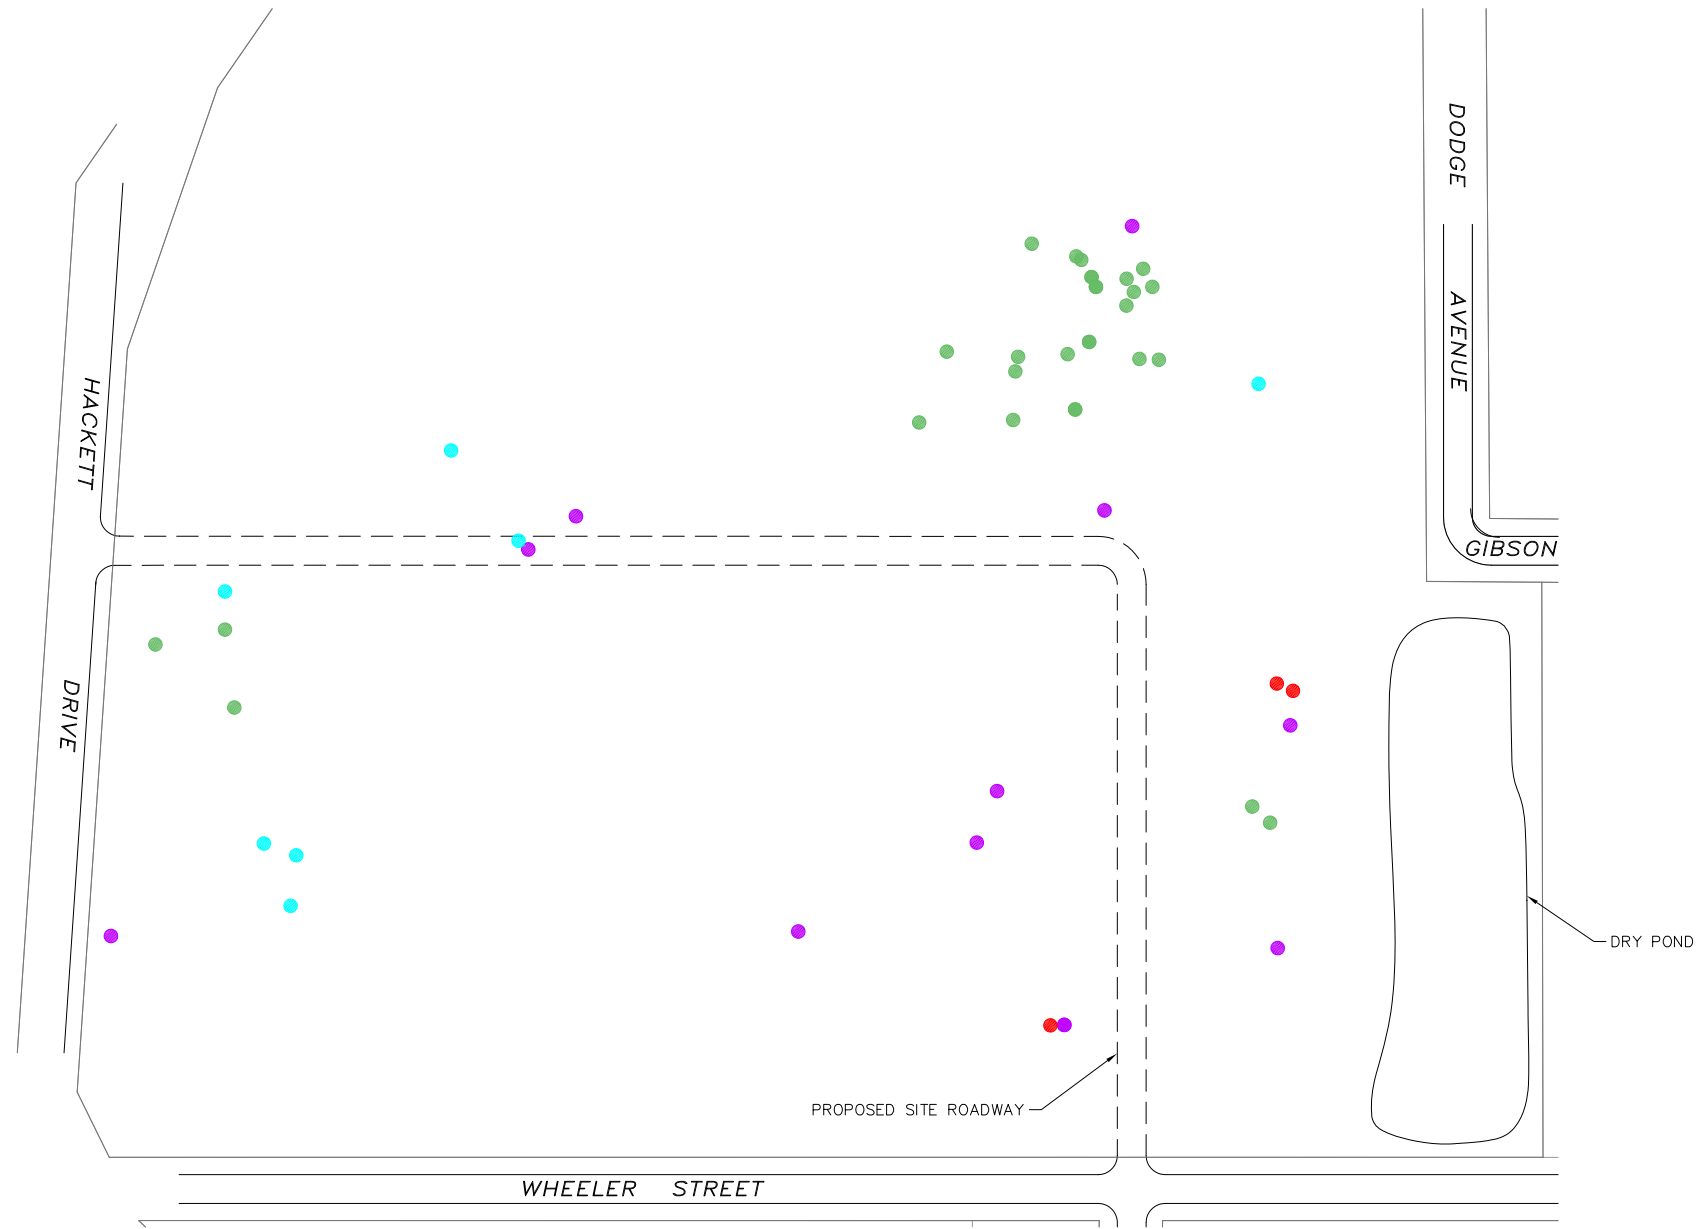 DODGE
AVENUE
HACKETT
GIBSON
DRIVE
DRY POND
PROPOSED SITE ROADWAY
WHEELER STREET